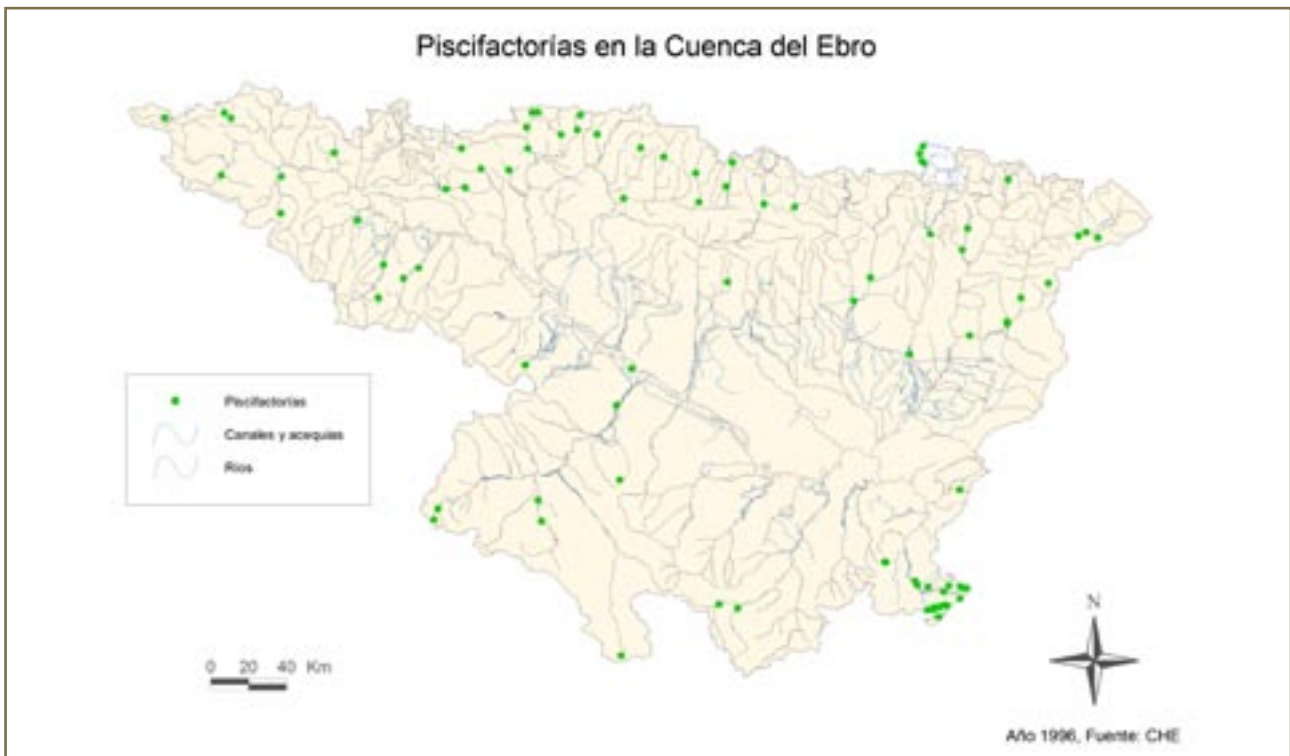 Piscifactorías en la Cuenca del Ebro
Piscifactorías
Canales y acequias
Ríos
0 20 40 Km
N
Año 1996, Fuente: CHE